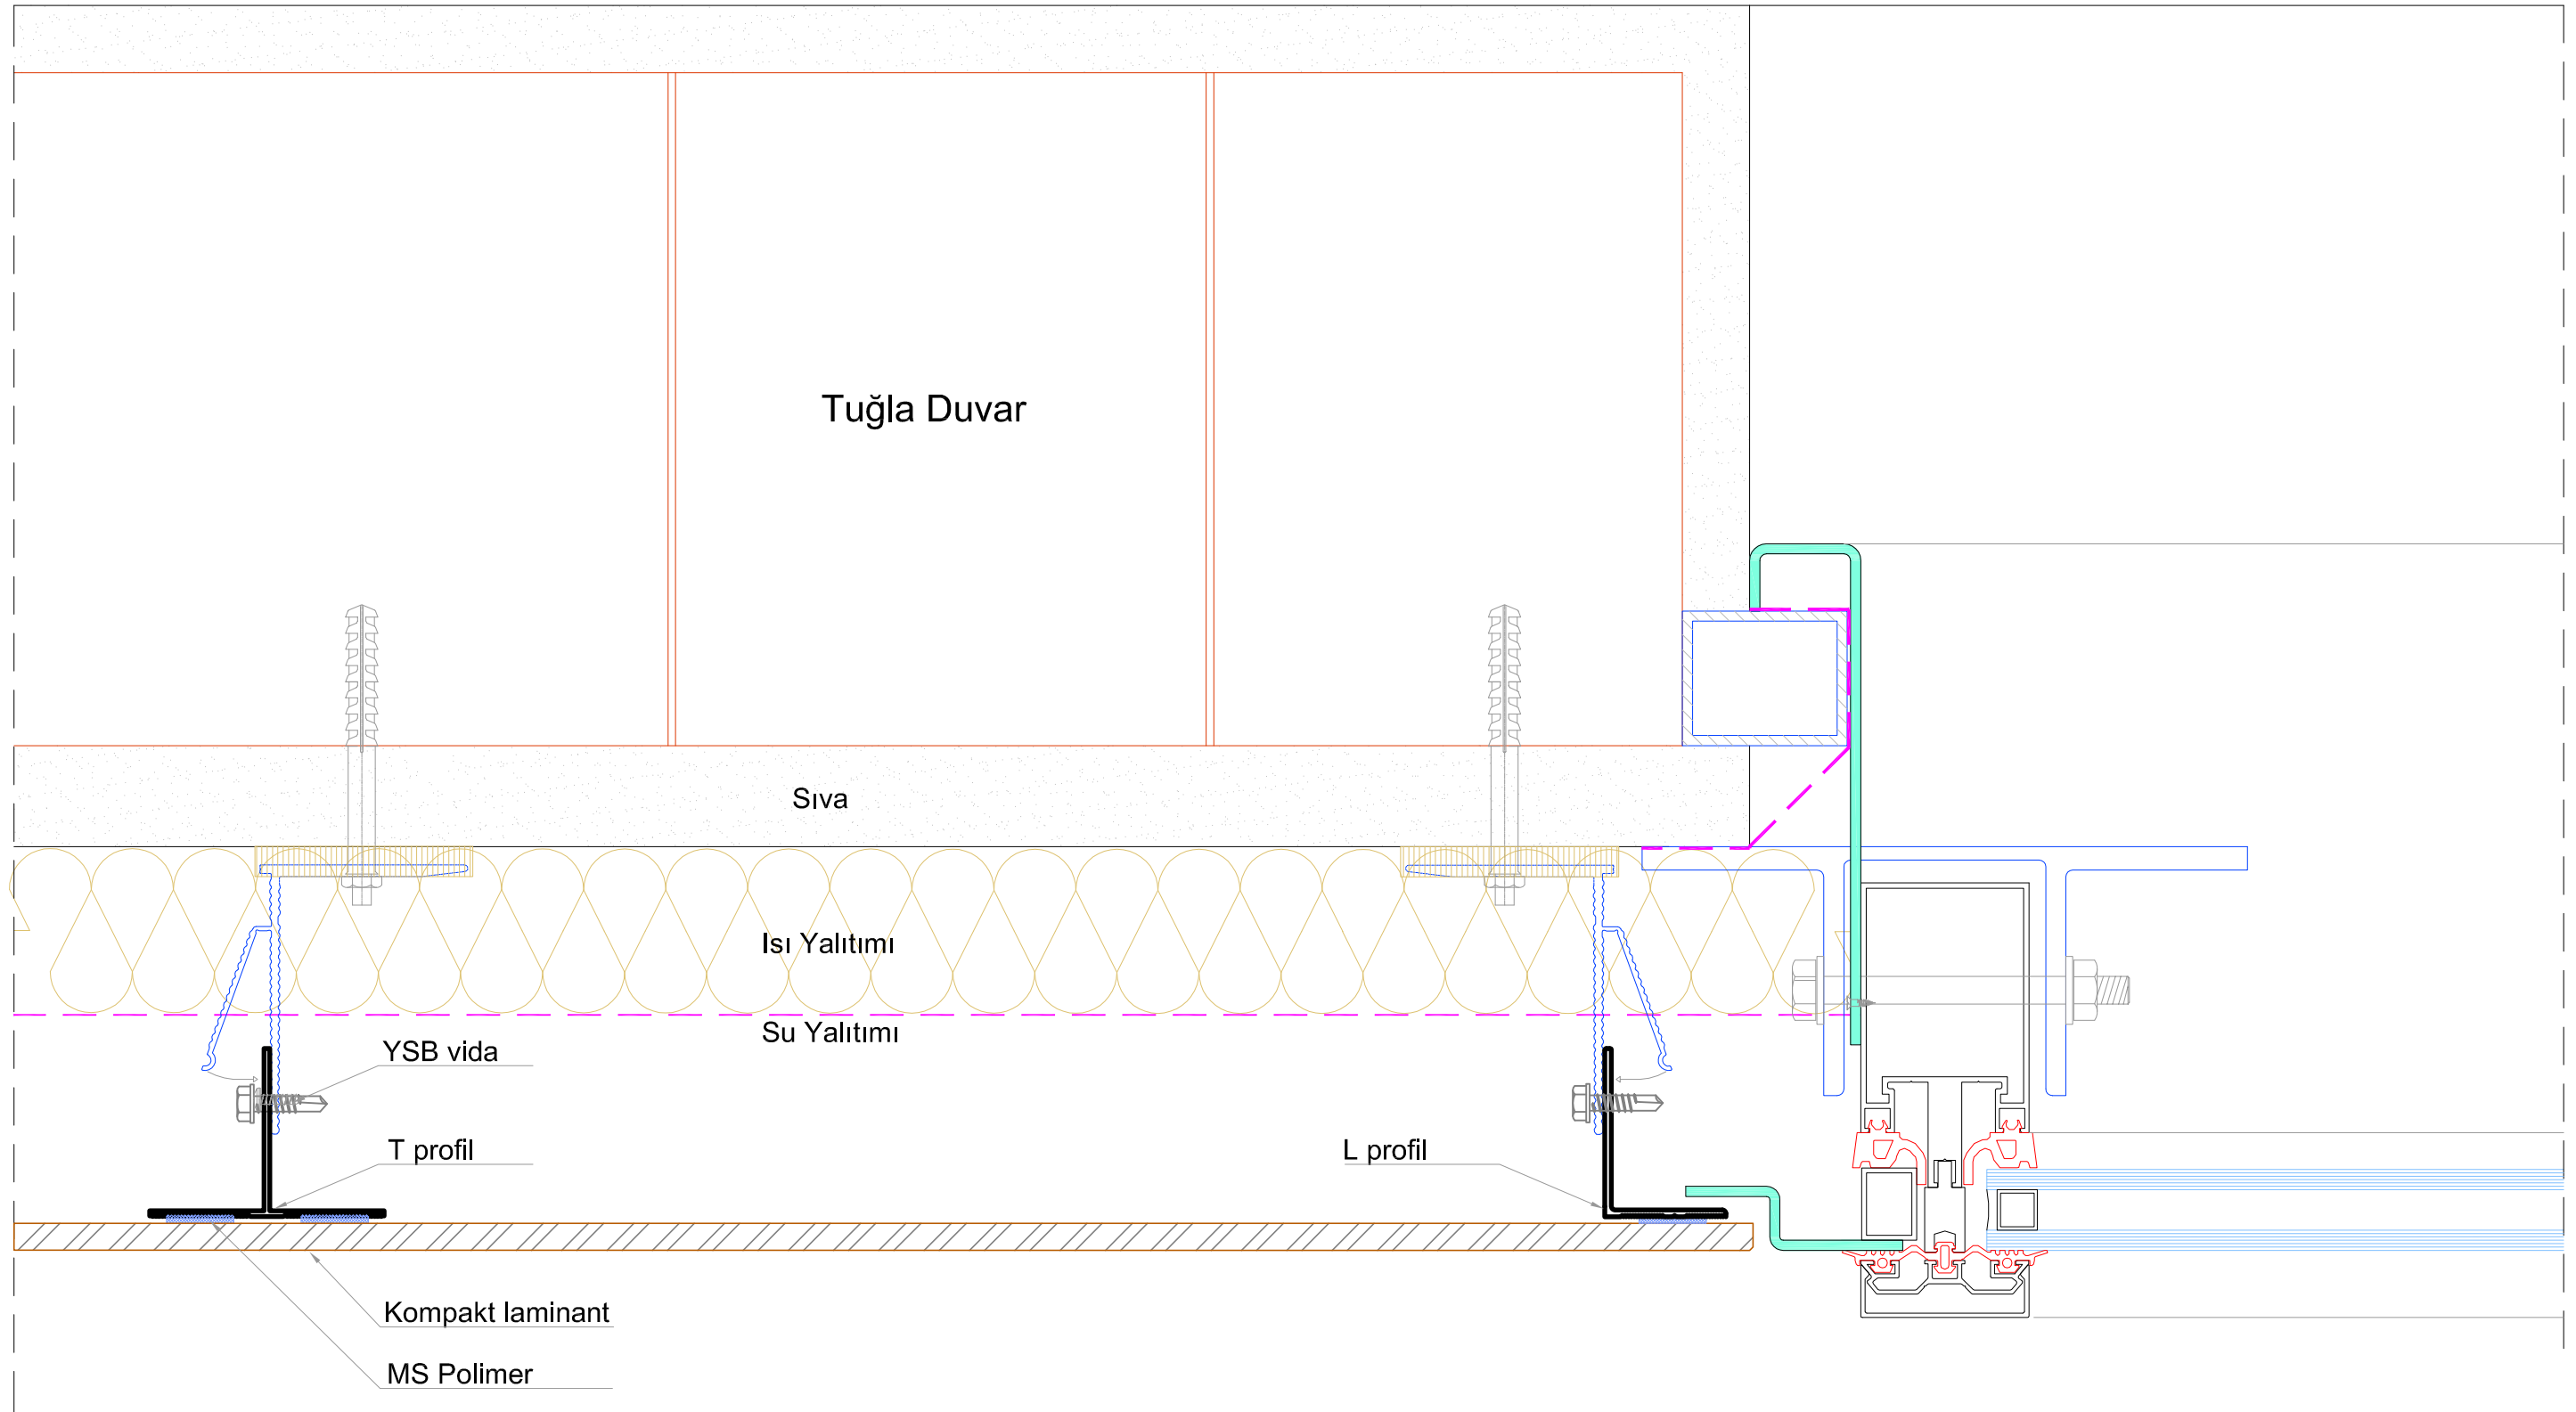 Tuğla Duvar
Sıva
Isı Yalıtımı
Su Yalıtımı
YSB vida
T profil
L profil
Kompakt laminant
MS Polimer